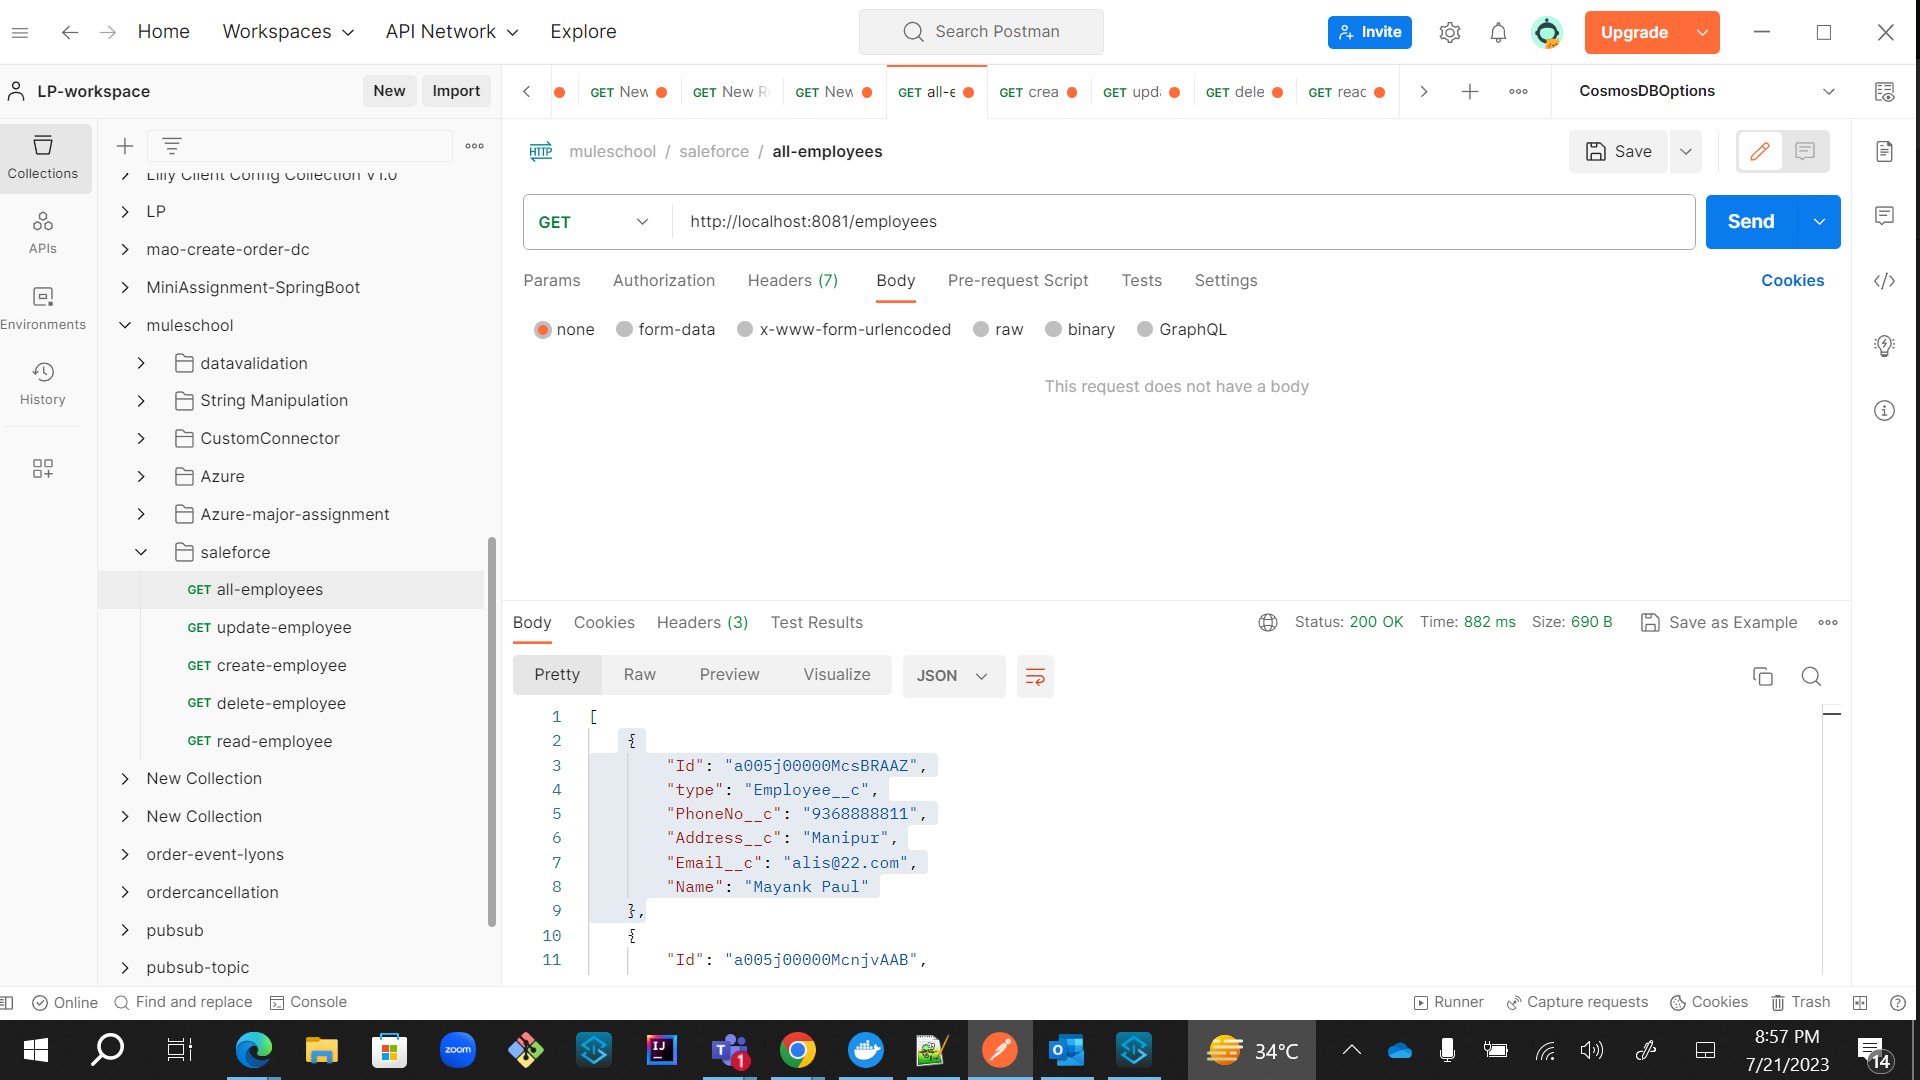 Home
Workspaces
API Network
Explore
Search Postman
Invite
Upgrade
LP-workspace
New
Import
GET New
GET New R
GET New
GET all-e
GET crea
GET upd
GET dele
GET read
CosmosDBOptions
Collections
APIs
Environments
History
Lilly Client Config Collection V1.0
LP
mao-create-order-dc
MiniAssignment-SpringBoot
muleschool
datavalidation
String Manipulation
CustomConnector
Azure
Azure-major-assignment
saleforce
GET all-employees
GET update-employee
GET create-employee
GET delete-employee
GET read-employee
New Collection
New Collection
order-event-lyons
ordercancellation
pubsub
pubsub-topic
HTTP muleschool / saleforce / all-employees
Save
GET
http://localhost:8081/employees
Send
Params
Authorization
Headers (7)
Body
Pre-request Script
Tests
Settings
Cookies
none
form-data
x-www-form-urlencoded
raw
binary
GraphQL
This request does not have a body
Body
Cookies
Headers (3)
Test Results
Status: 200 OK
Time: 882 ms
Size: 690 B
Save as Example
Pretty
Raw
Preview
Visualize
JSON
1 [
2 {
3 "Id": "a005j00000McsBRAAZ",
4 "type": "Employee__c",
5 "PhoneNo__c": "9368888811",
6 "Address__c": "Manipur",
7 "Email__c": "alis@22.com",
8 "Name": "Mayank Paul"
9 },
10 {
11 "Id": "a005j00000McnjvAAB",
Online
Find and replace
Console
Runner
Capture requests
Cookies
Trash
zoom
IJ
T 1
34°C
8:57 PM
7/21/2023
14